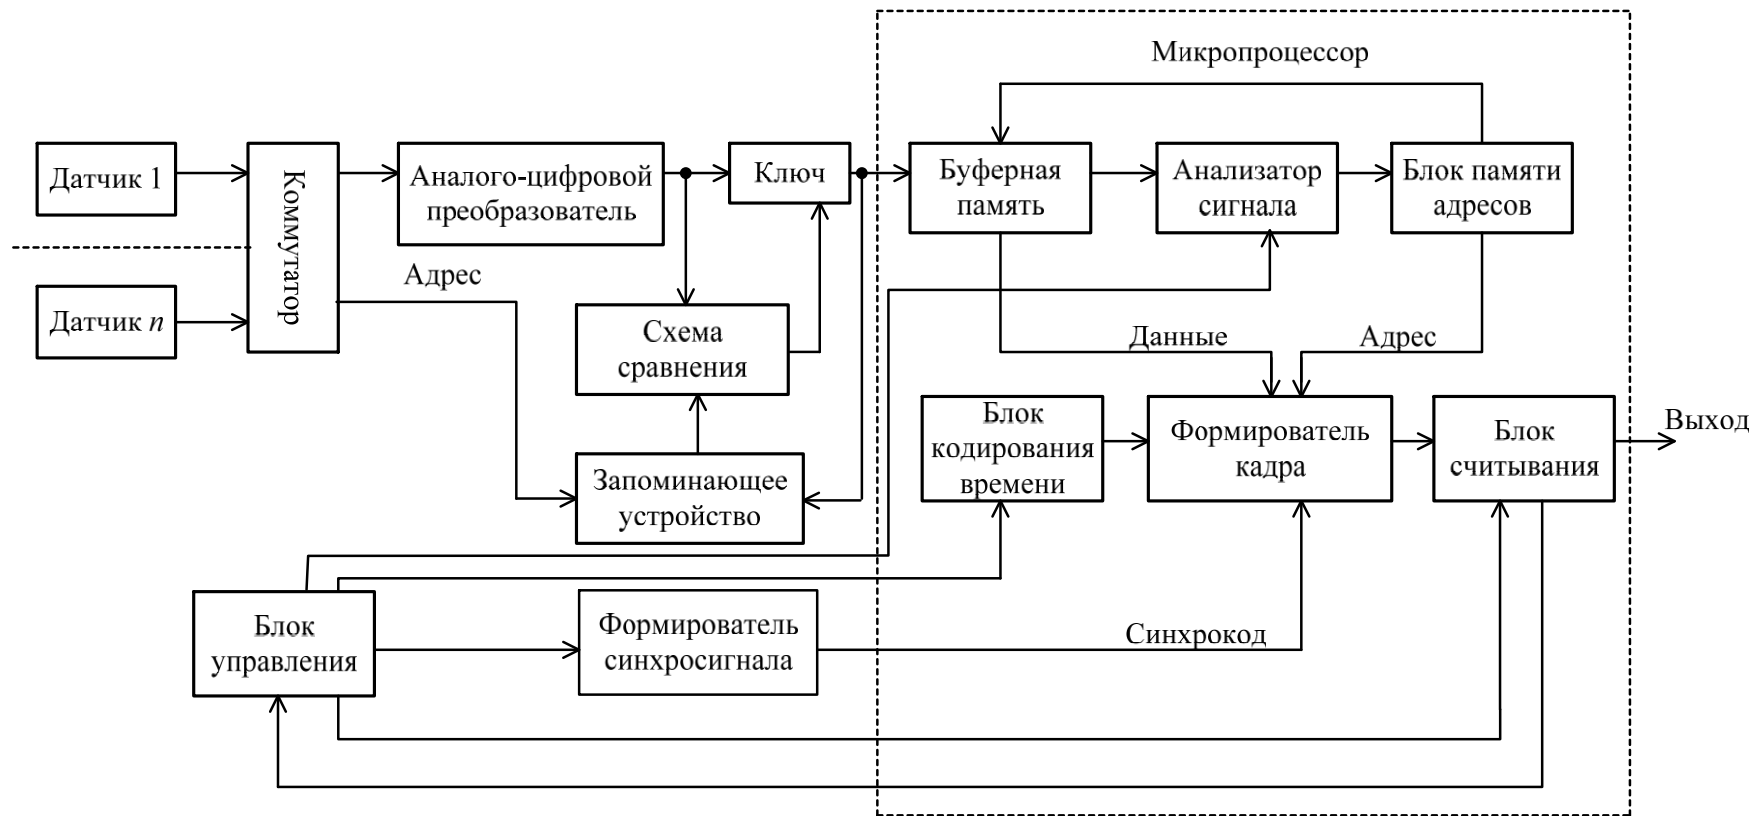 Микропроцессор
Датчик 1
Коммутатор
Аналого-цифровой
преобразователь
Ключ
Буферная
память
Анализатор
сигнала
Блок памяти
адресов
Адрес
Датчик n
Схема
сравнения
Данные
Адрес
Блок
кодирования
времени
Формирователь
кадра
Блок
считывания
Выход
Запоминающее
устройство
Блок
управления
Формирователь
синхросигнала
Синхрокод